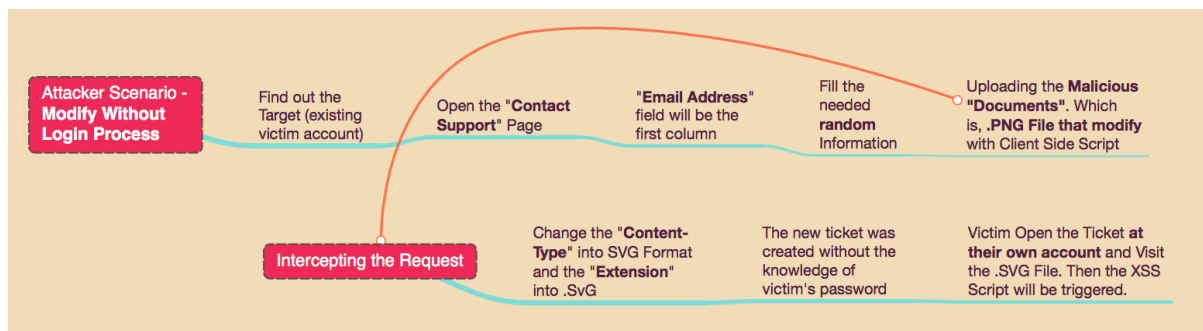 Attacker Scenario -
Modify Without
Login Process
Find out the
Target (existing
victim account)
Open the "Contact
Support" Page
"Email Address"
field will be the
first column
Fill the
needed
random
Information
Uploading the Malicious
"Documents". Which
is, .PNG File that modify
with Client Side Script
Intercepting the Request
Change the "Content-
Type" into SVG Format
and the "Extension"
into .SvG
The new ticket was
created without the
knowledge of
victim's password
Victim Open the Ticket at
their own account and Visit
the .SVG File. Then the XSS
Script will be triggered.